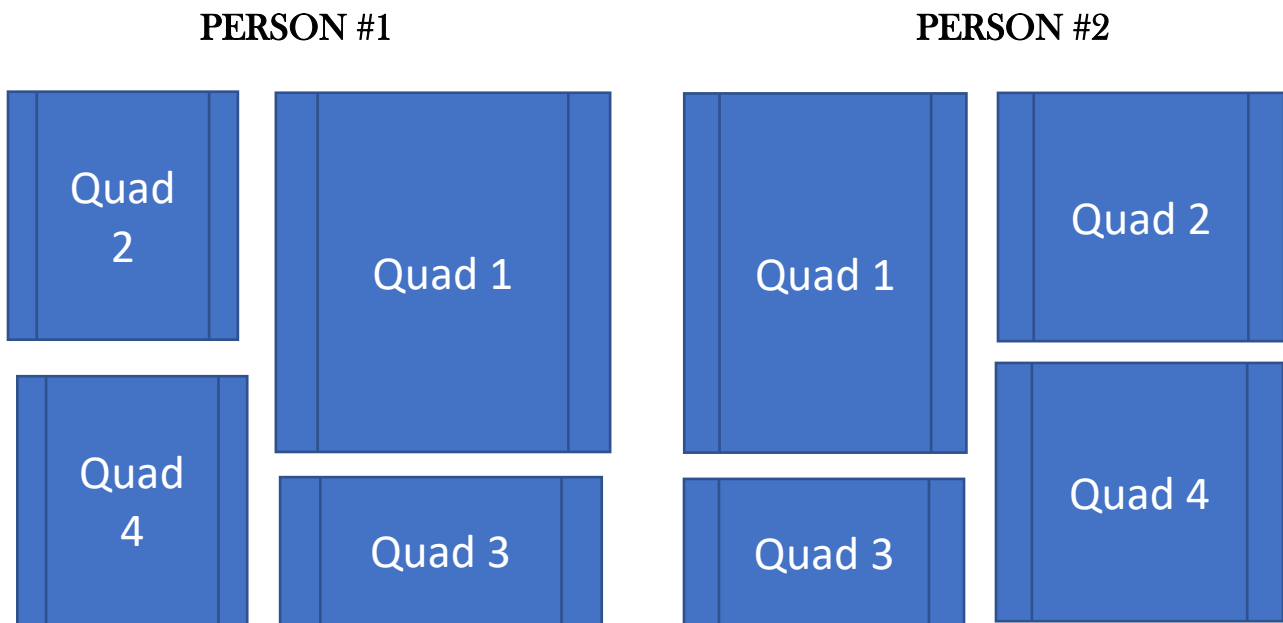 PERSON #1
PERSON #2
Quad
2
Quad 1
Quad 1
Quad 2
Quad
4
Quad 3
Quad 3
Quad 4